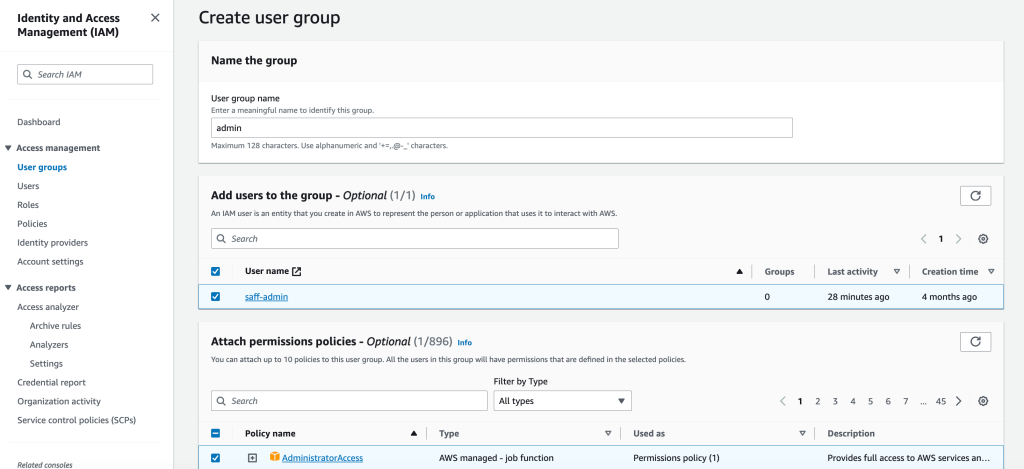 Identity and Access
Management (IAM)
Search IAM
Dashboard
Access management
User groups
Users
Roles
Policies
Identity providers
Account settings
Access reports
Access analyzer
Archive rules
Analyzers
Settings
Credential report
Organization activity
Service control policies (SCPs)
Related consoles
Create user group
Name the group
User group name
Enter a meaningful name to identify this group.
admin
Maximum 128 characters. Use alphanumeric and '+=,.@-_' characters.
Add users to the group - Optional (1/1) Info
An IAM user is an entity that you create in AWS to represent the person or application that uses it to interact with AWS.
Search
1
User name Groups Last activity Creation time
saff-admin 0 28 minutes ago 4 months ago
Attach permissions policies - Optional (1/896) Info
You can attach up to 10 policies to this user group. All the users in this group will have permissions that are defined in the selected policies.
Filter by Type
Search All types 1 2 3 4 5 6 7 ... 45
Policy name Type Used as Description
AdministratorAccess AWS managed - job function Permissions policy (1) Provides full access to AWS services an...